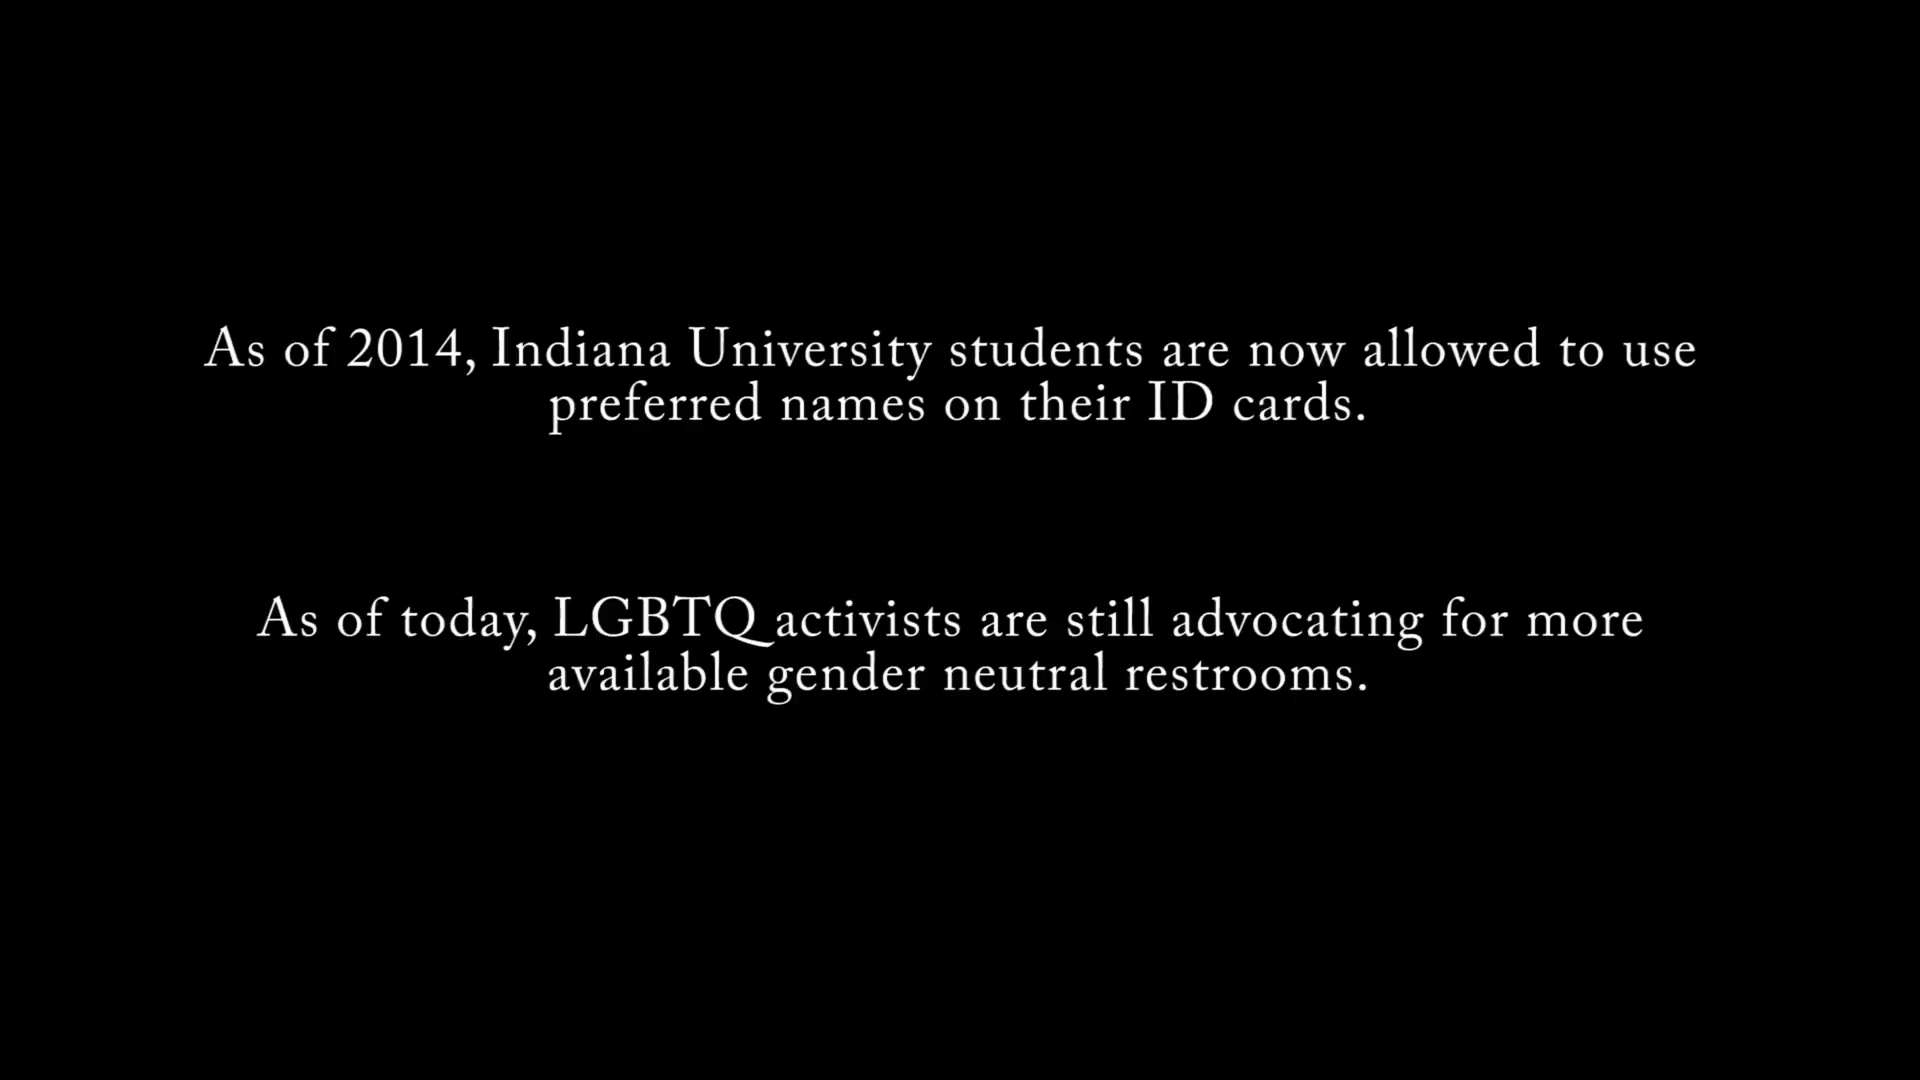 As of 2014, Indiana University students are now allowed to use
preferred names on their ID cards.
As of today, LGBTQ activists are still advocating for more
available gender neutral restrooms.